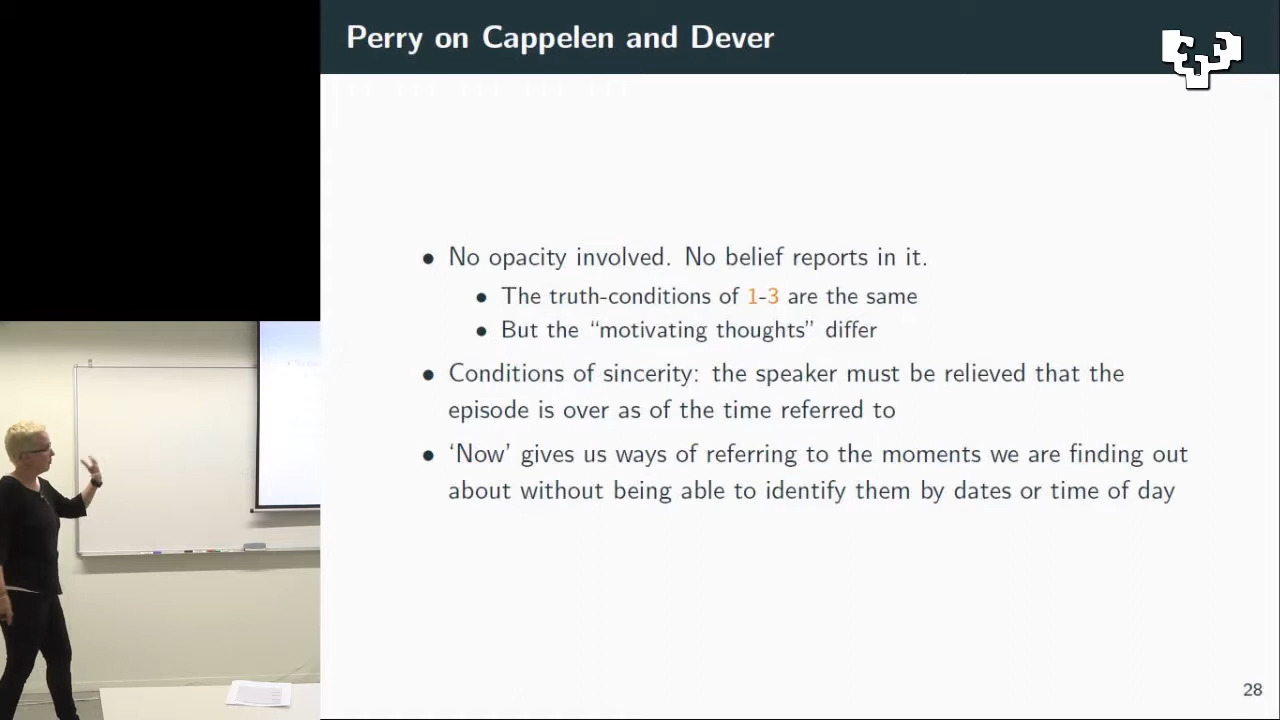 Perry on Cappelen and Dever
• No opacity involved. No belief reports in it.
• The truth-conditions of 1-3 are the same
• But the “motivating thoughts” differ
• Conditions of sincerity: the speaker must be relieved that the
episode is over as of the time referred to
• ‘Now’ gives us ways of referring to the moments we are finding out
about without being able to identify them by dates or time of day
28